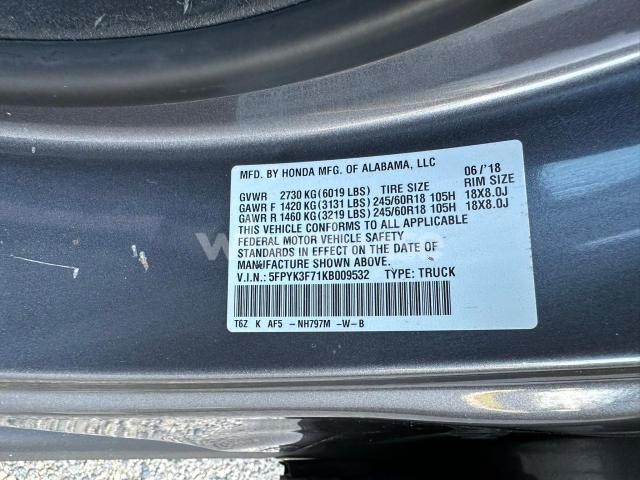 MFD. BY HONDA MFG. OF ALABAMA, LLC
06/'18
GVWR 2730 KG (6019 LBS) TIRE SIZE RIM SIZE
GAWR F 1420 KG (3131 LBS) 245/60R18 105H 18X8.0J
GAWR R 1460 KG (3219 LBS) 245/60R18 105H 18X8.0J
THIS VEHICLE CONFORMS TO ALL APPLICABLE
FEDERAL MOTOR VEHICLE SAFETY
STANDARDS IN EFFECT ON THE DATE OF
MANUFACTURE SHOWN ABOVE.
V.I.N.: 5FPYK3F71KB009532 TYPE: TRUCK
T6Z K AF5 -NH797M -W-B